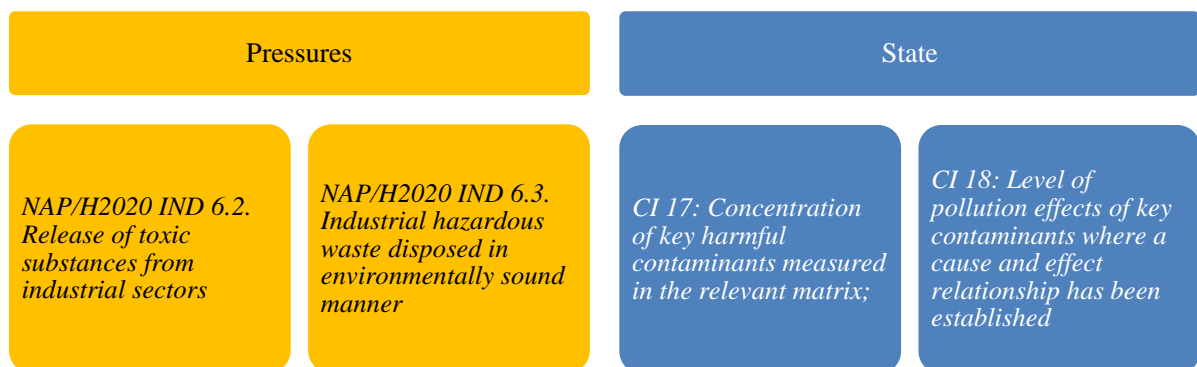 Pressures
State
NAP/H2020 IND 6.2.
Release of toxic
substances from
industrial sectors
NAP/H2020 IND 6.3.
Industrial hazardous
waste disposed in
environmentally sound
manner
CI 17: Concentration
of key harmful
contaminants measured
in the relevant matrix;
CI 18: Level of
pollution effects of key
contaminants where a
cause and effect
relationship has been
established